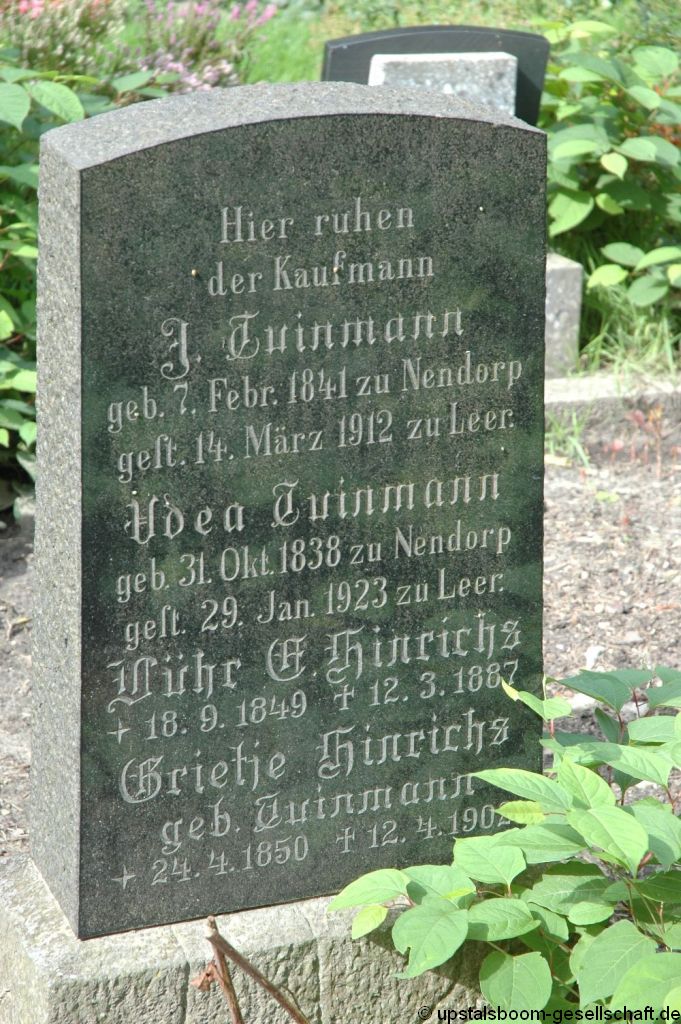 Hier ruhen
der Kaufmann
J. Tuinmann
geb. 7. Febr. 1841 zu Nendorp
gest. 14. März 1912 zu Leer.
Udea Tuinmann
geb. 31. Okt. 1838 zu Nendorp
gest. 29. Jan. 1923 zu Leer.
Lühr E. Hinrichs
+ 18. 9. 1849 ✝ 12. 3. 1887
Grietje Hinrichs
geb. Tuinmann
+ 24. 4. 1850 ✝ 12. 4.
© upstalsboom-gesellschaft.de